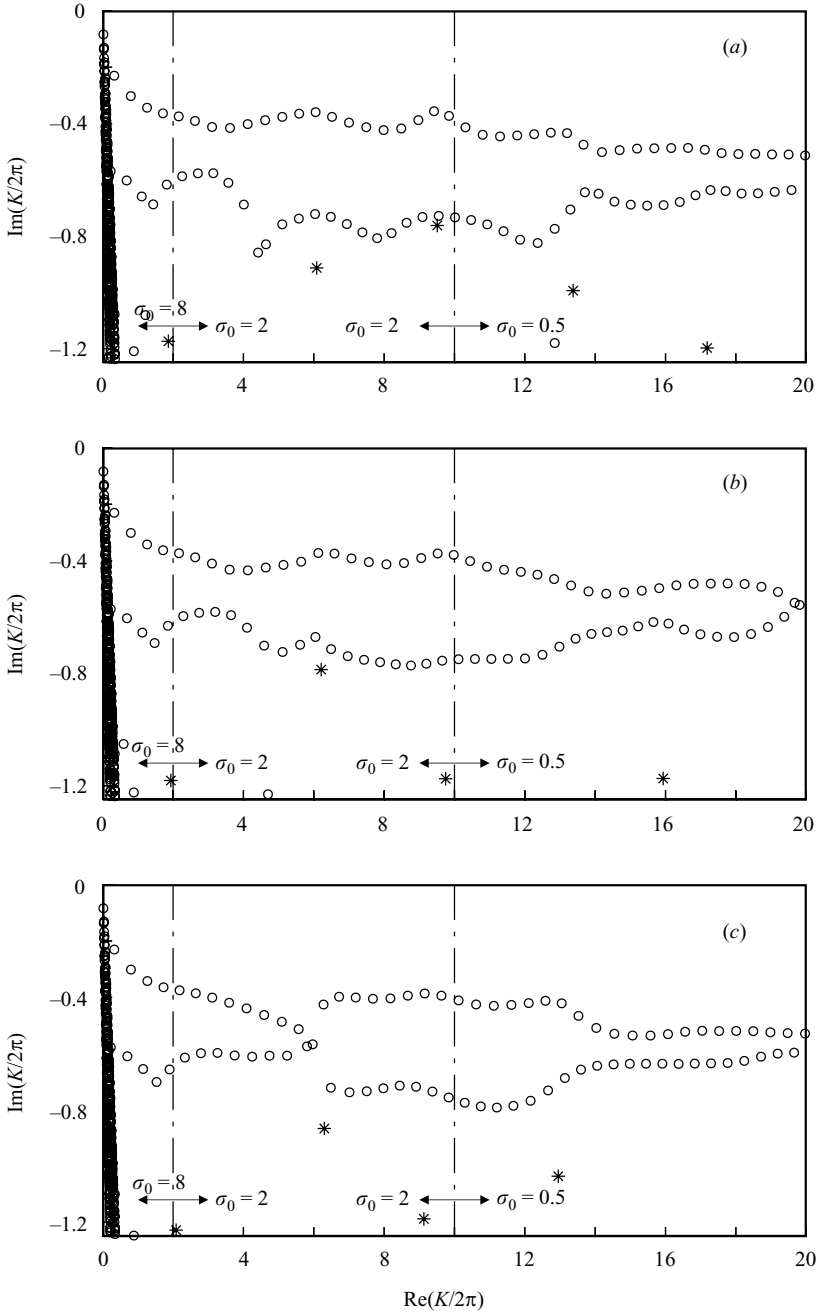 0
(a)
–0.4
Im(K/2π)
–0.8
σ0 = 8
σ0 = 2
σ0 = 2
σ0 = 0.5
–1.2
0 4 8 12 16 20
0
(b)
–0.4
Im(K/2π)
–0.8
σ0 = 8
σ0 = 2
σ0 = 2
σ0 = 0.5
–1.2
0 4 8 12 16 20
0
(c)
–0.4
Im(K/2π)
–0.8
σ0 = 8
σ0 = 2
σ0 = 2
σ0 = 0.5
–1.2
0 4 8 12 16 20
Re(K/2π)